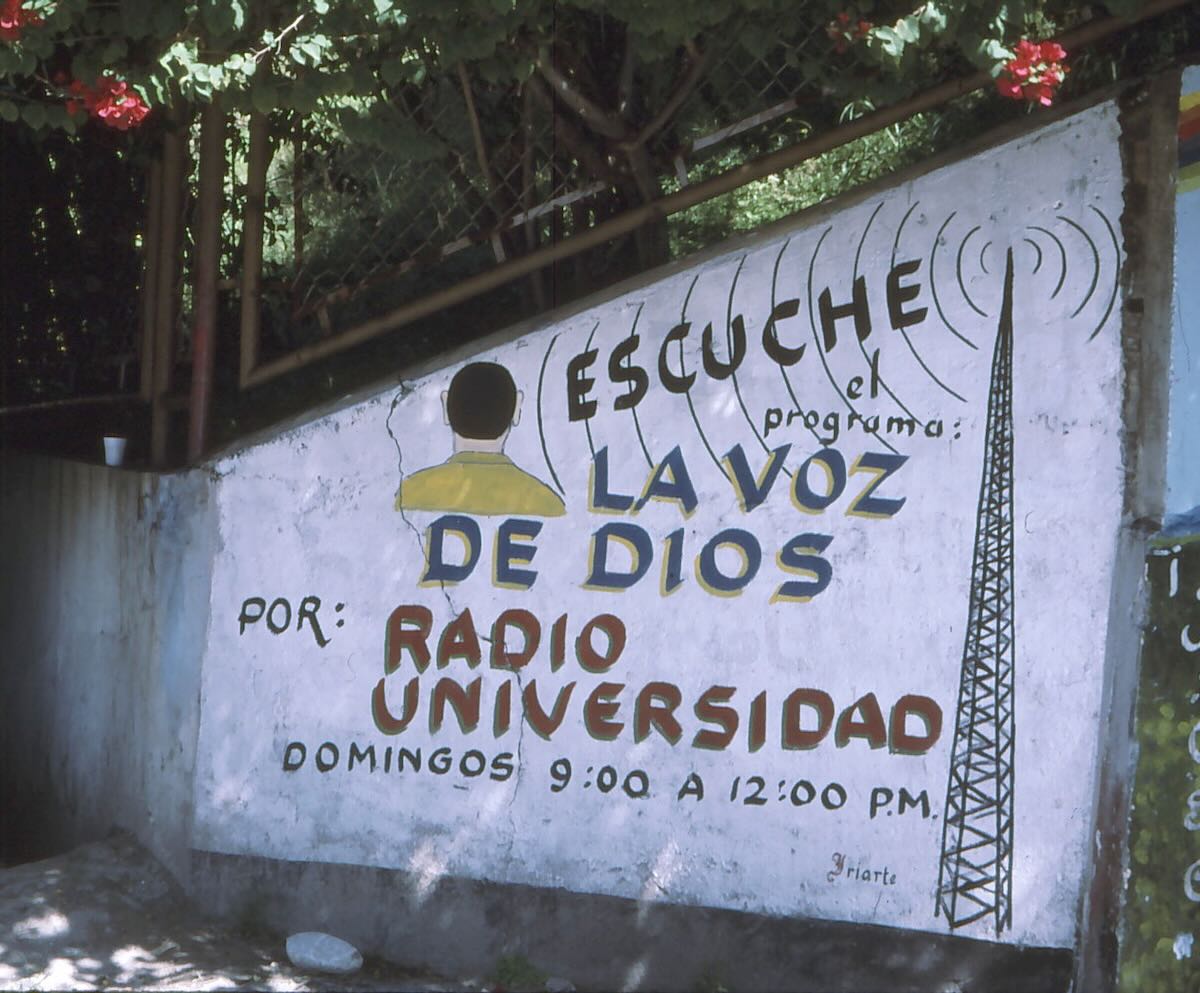 ESCUCHE
el
programa:
LA VOZ
DE DIOS
POR: RADIO
UNIVERSIDAD
DOMINGOS 9:00 A 12:00 P.M.
Yriarte